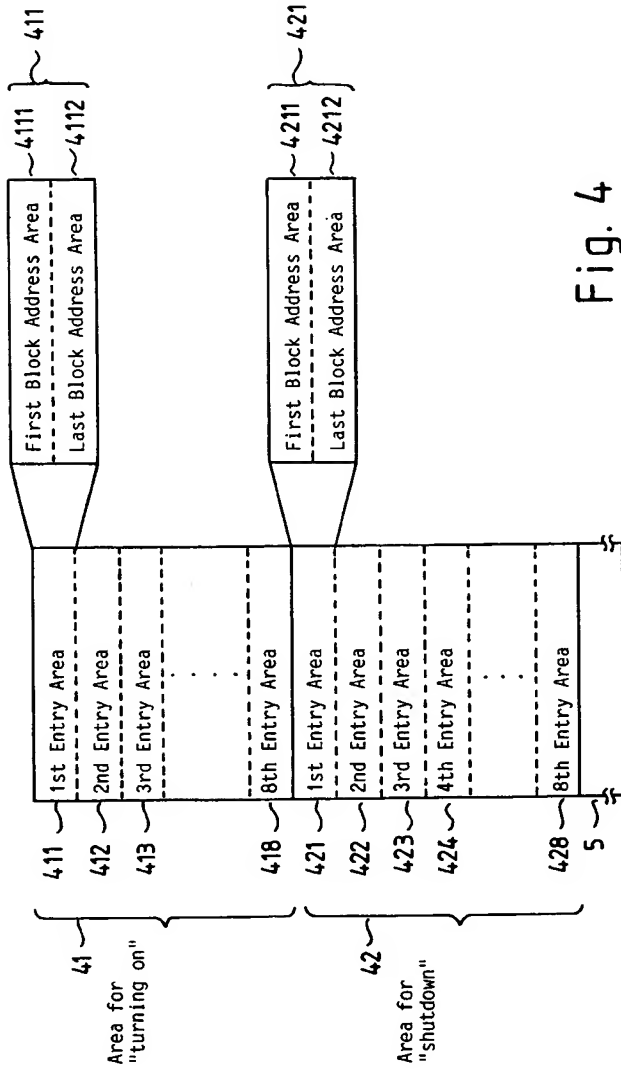 Area for
"turning on"
41
411
1st Entry Area
412
2nd Entry Area
413
3rd Entry Area
. . . . . .
418
8th Entry Area
First Block Address Area
4111
Last Block Address Area
4112
411
Area for
"shutdown"
42
421
1st Entry Area
422
2nd Entry Area
423
3rd Entry Area
424
4th Entry Area
. . . .
428
8th Entry Area
5
First Block Address Area
4211
Last Block Address Area
4212
421
Fig. 4